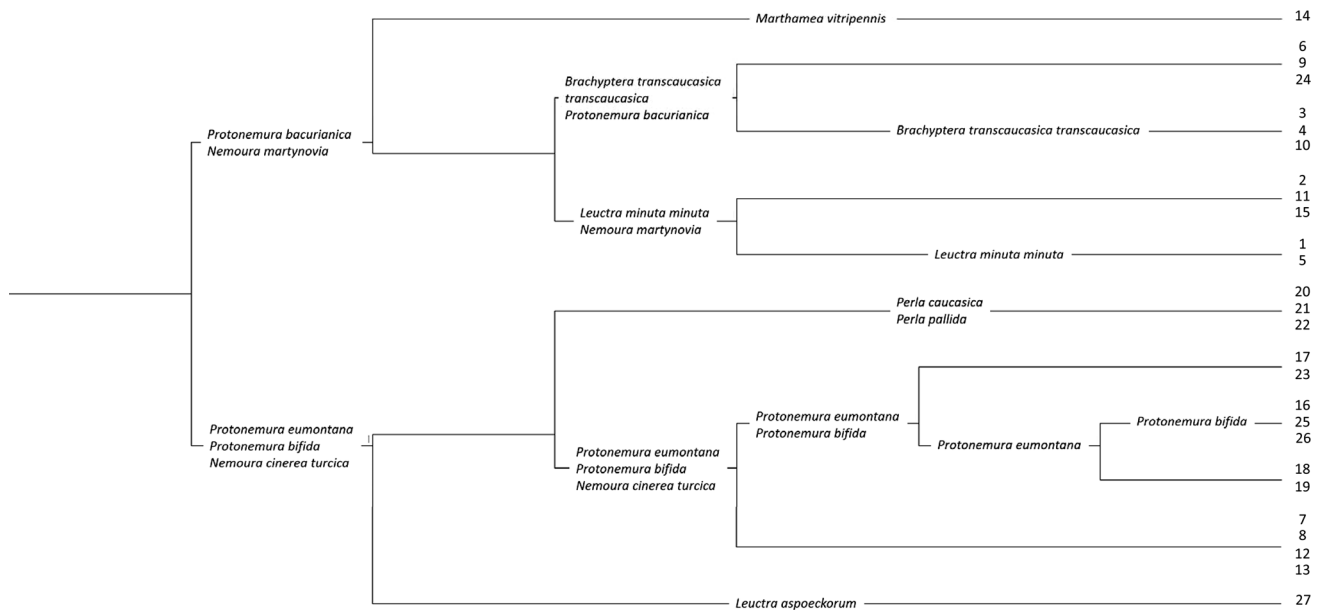 Marthamea vitripennis
14
6
9
24
Brachyptera transcaucasica
transcaucasica
Protonemura bacurianica
3
4
10
Brachyptera transcaucasica transcaucasica
Protonemura bacurianica
Nemoura martynovia
2
11
15
Leuctra minuta minuta
Nemoura martynovia
1
5
Leuctra minuta minuta
20
21
22
Perla caucasica
Perla pallida
17
23
Protonemura eumontana
Protonemura bifida
Nemoura cinerea turcica
Protonemura eumontana
Protonemura bifida
16
25
26
Protonemura bifida
Protonemura eumontana
Protonemura eumontana
Protonemura bifida
Nemoura cinerea turcica
18
19
7
8
12
13
Leuctra aspoeckorum
27